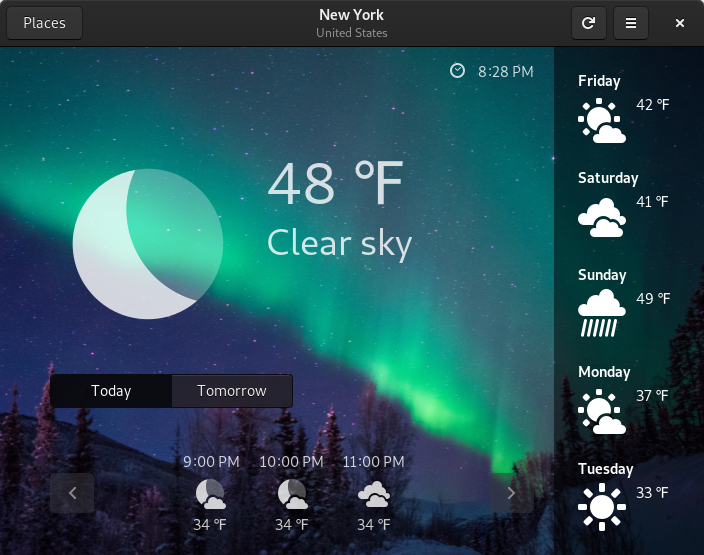 Places
New York
United States
8:28 PM
48 °F
Clear sky
Today
Tomorrow
9:00 PM
10:00 PM
11:00 PM
34 °F
34 °F
34 °F
Friday
42 °F
Saturday
41 °F
Sunday
49 °F
Monday
37 °F
Tuesday
33 °F